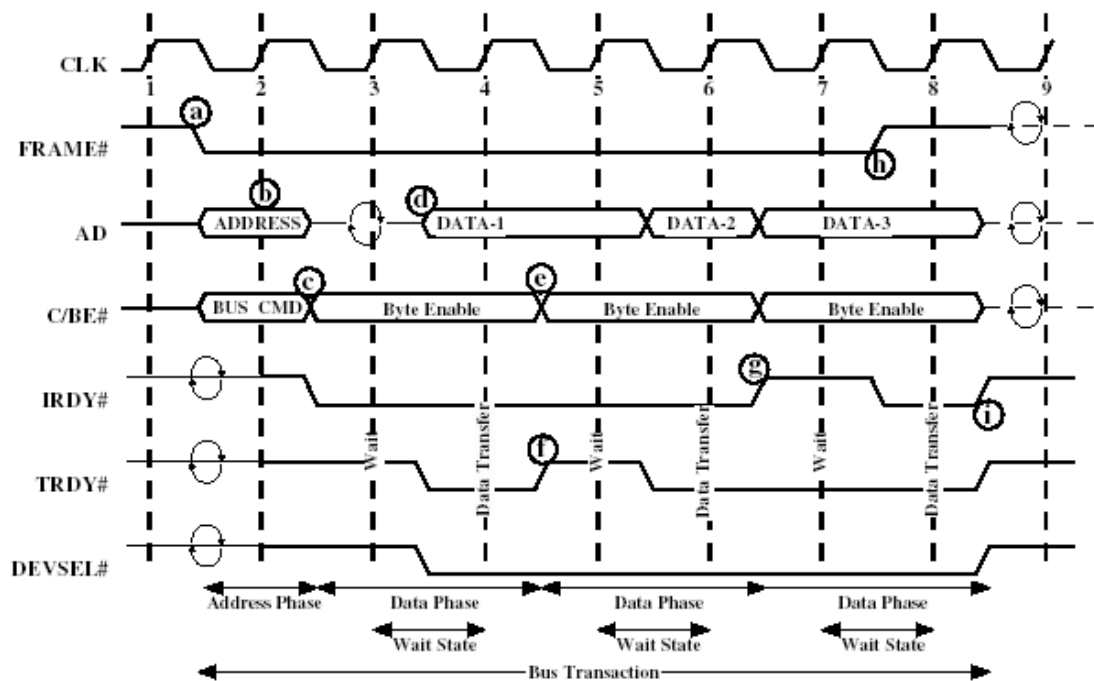 CLK
1 2 3 4 5 6 7 8 9
a
FRAME#
h
b
d
AD
ADDRESS DATA-1 DATA-2 DATA-3
c
e
C/BE#
BUS CMD Byte Enable Byte Enable Byte Enable
g
IRDY#
i
Wait
Data Transfer
Wait
Data Transfer
Wait
Data Transfer
f
TRDY#
DEVSEL#
Address Phase Data Phase Data Phase Data Phase
Wait State Wait State Wait State
Bus Transaction